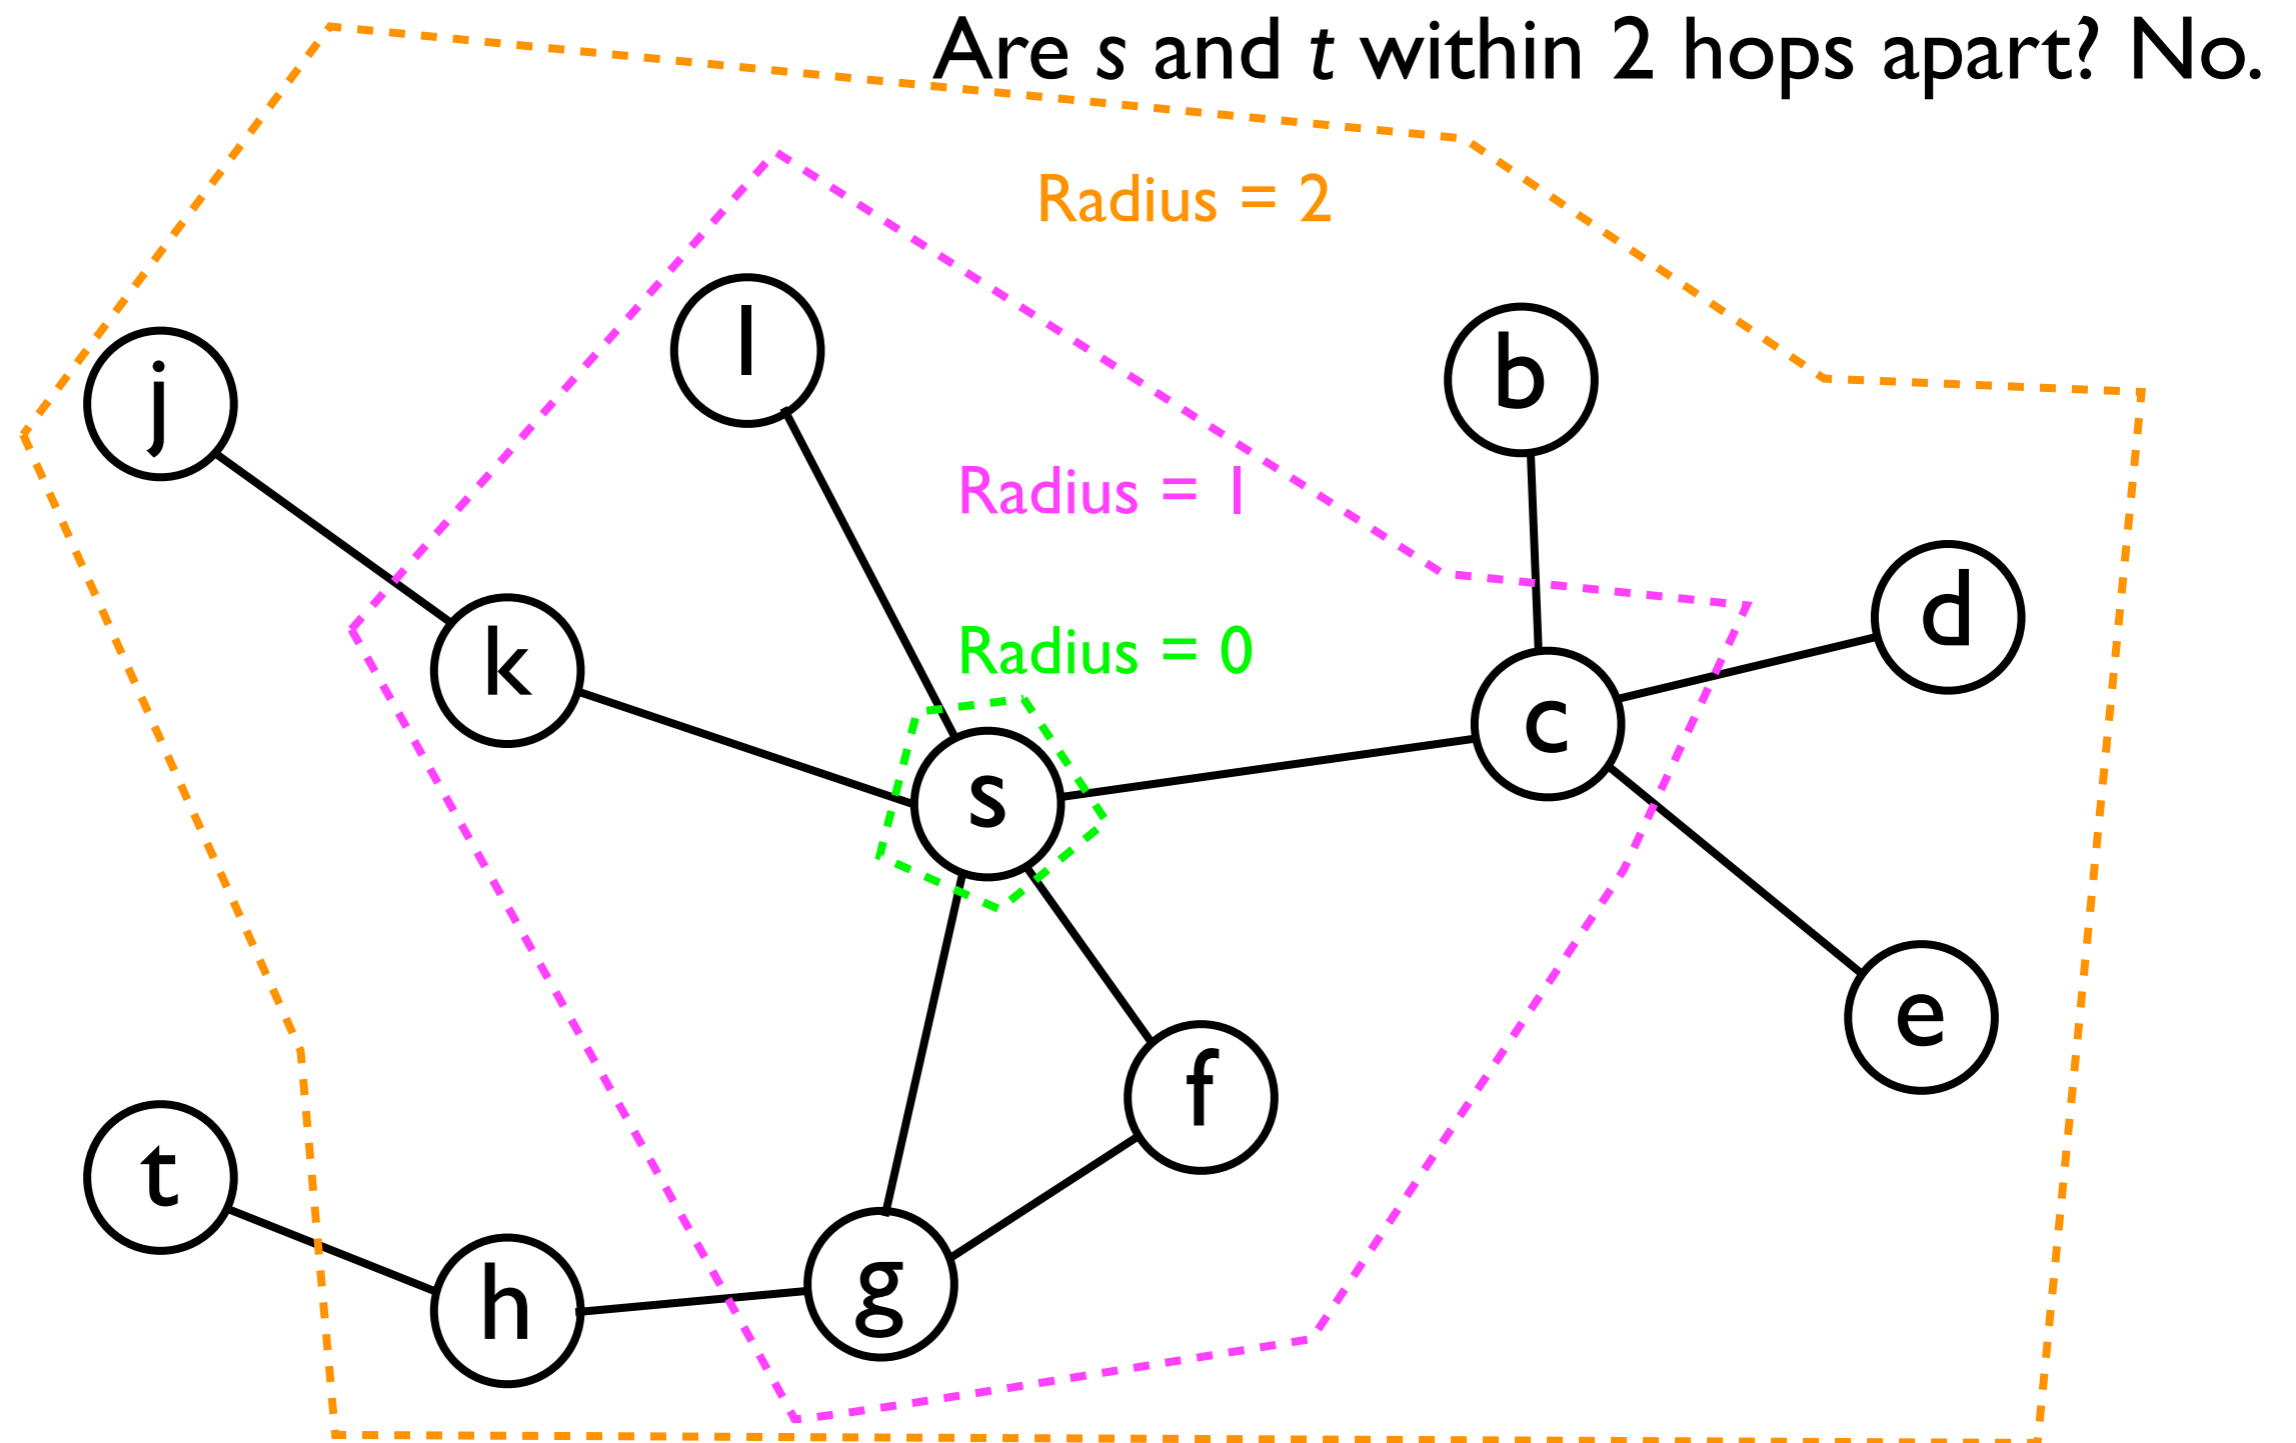 Are s and t within 2 hops apart? No.
Radius = 2
l
b
j
Radius = 1
d
Radius = 0
k
c
s
e
f
t
g
h